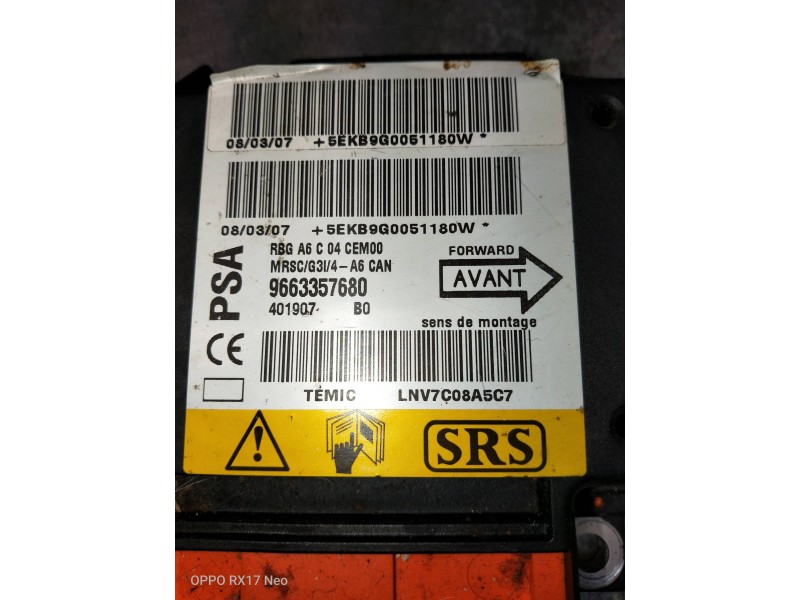 08/03/07 +5EKB9G0051180W *
08/03/07 +5EKB9G0051180W *
PSA
RBG A6 C 04 CEM00
MRSC/G3I/4-A6 CAN
9663357680
401907 B0
FORWARD
AVANT
sens de montage
CE
TÉMIC LNV7C08A5C7
SRS
OPPO RX17 Neo